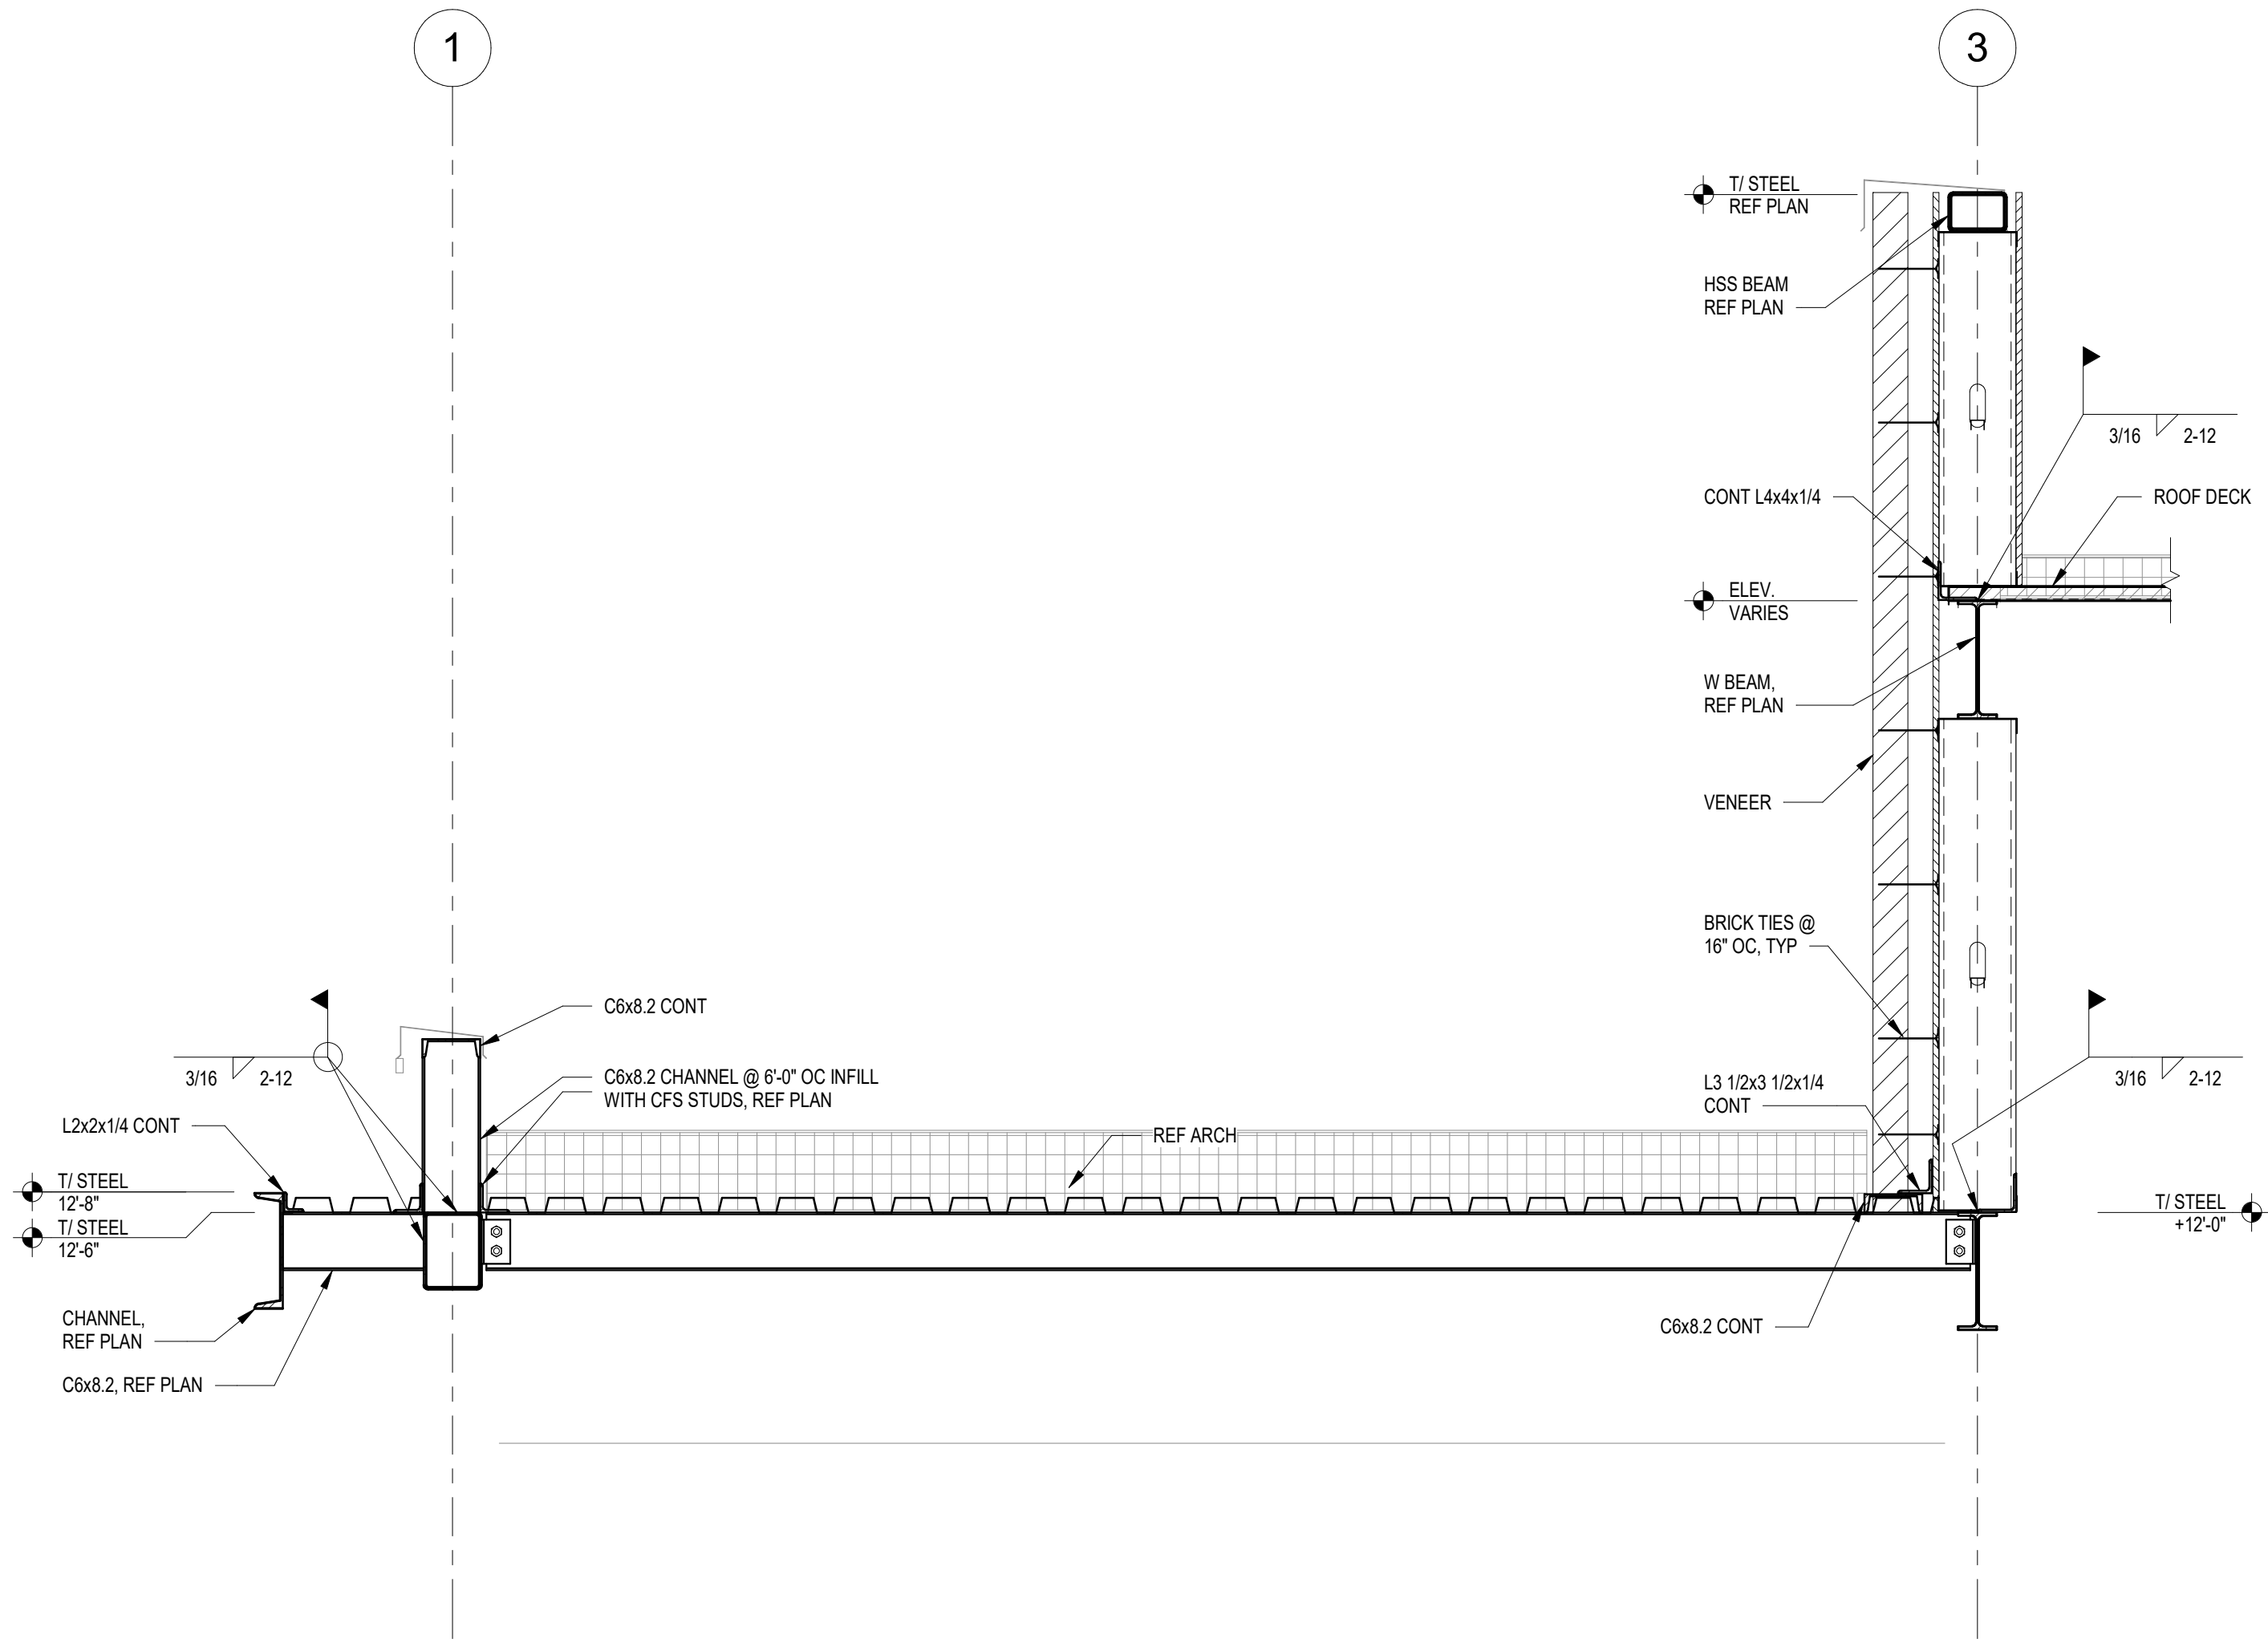 1
3
T/ STEEL
REF PLAN
HSS BEAM
REF PLAN
3/16
2-12
CONT L4x4x1/4
ROOF DECK
ELEV.
VARIES
W BEAM,
REF PLAN
VENEER
BRICK TIES @
16" OC, TYP
C6x8.2 CONT
3/16
2-12
C6x8.2 CHANNEL @ 6'-0" OC INFILL
WITH CFS STUDS, REF PLAN
L3 1/2x3 1/2x1/4
CONT
3/16
2-12
L2x2x1/4 CONT
REF ARCH
T/ STEEL
12'-8"
T/ STEEL
12'-6"
T/ STEEL
+12'-0"
CHANNEL,
REF PLAN
C6x8.2 CONT
C6x8.2, REF PLAN